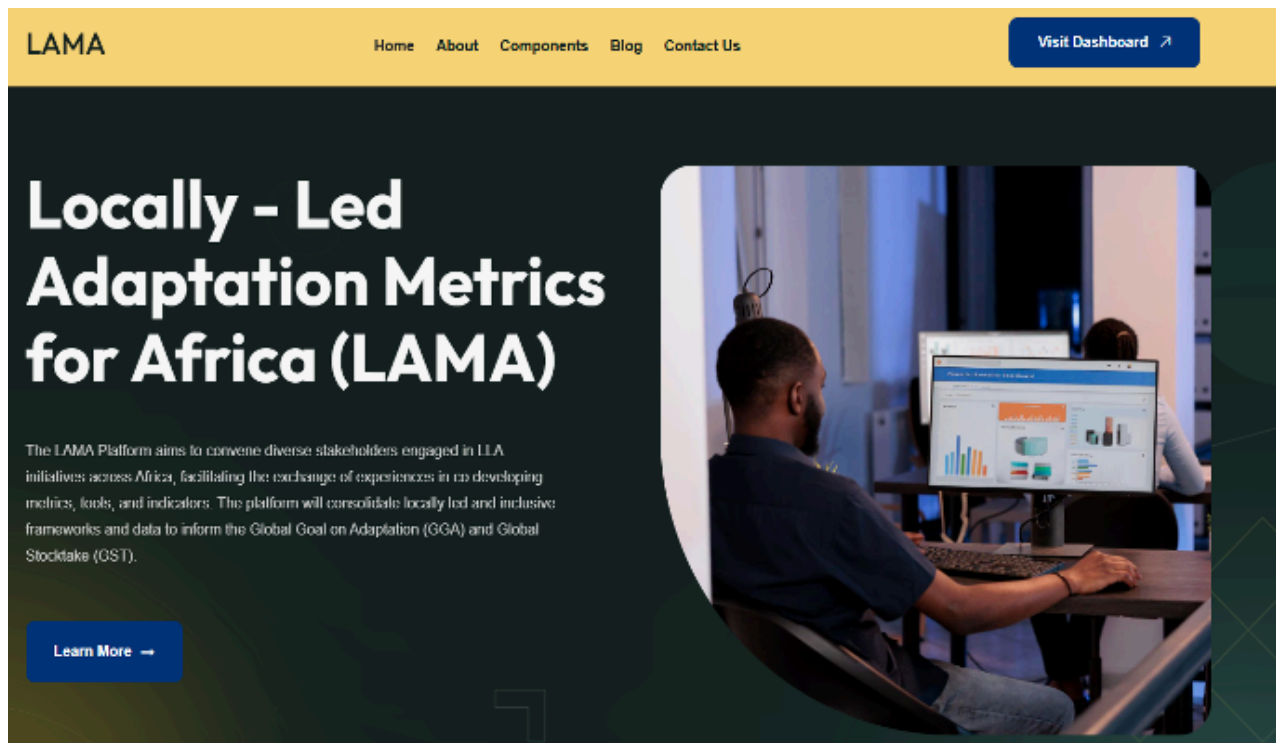 LAMA
Home About Components Blog Contact Us
Visit Dashboard ↗
Locally - Led
Adaptation Metrics
for Africa (LAMA)
The LAMA Platform aims to convene diverse stakeholders engaged in LLA
initiatives across Africa, facilitating the exchange of experiences in co developing
metrics, tools, and indicators. The platform will consolidate locally led and inclusive
frameworks and data to inform the Global Goal on Adaptation (GGA) and Global
Stocktake (GST).
Learn More →